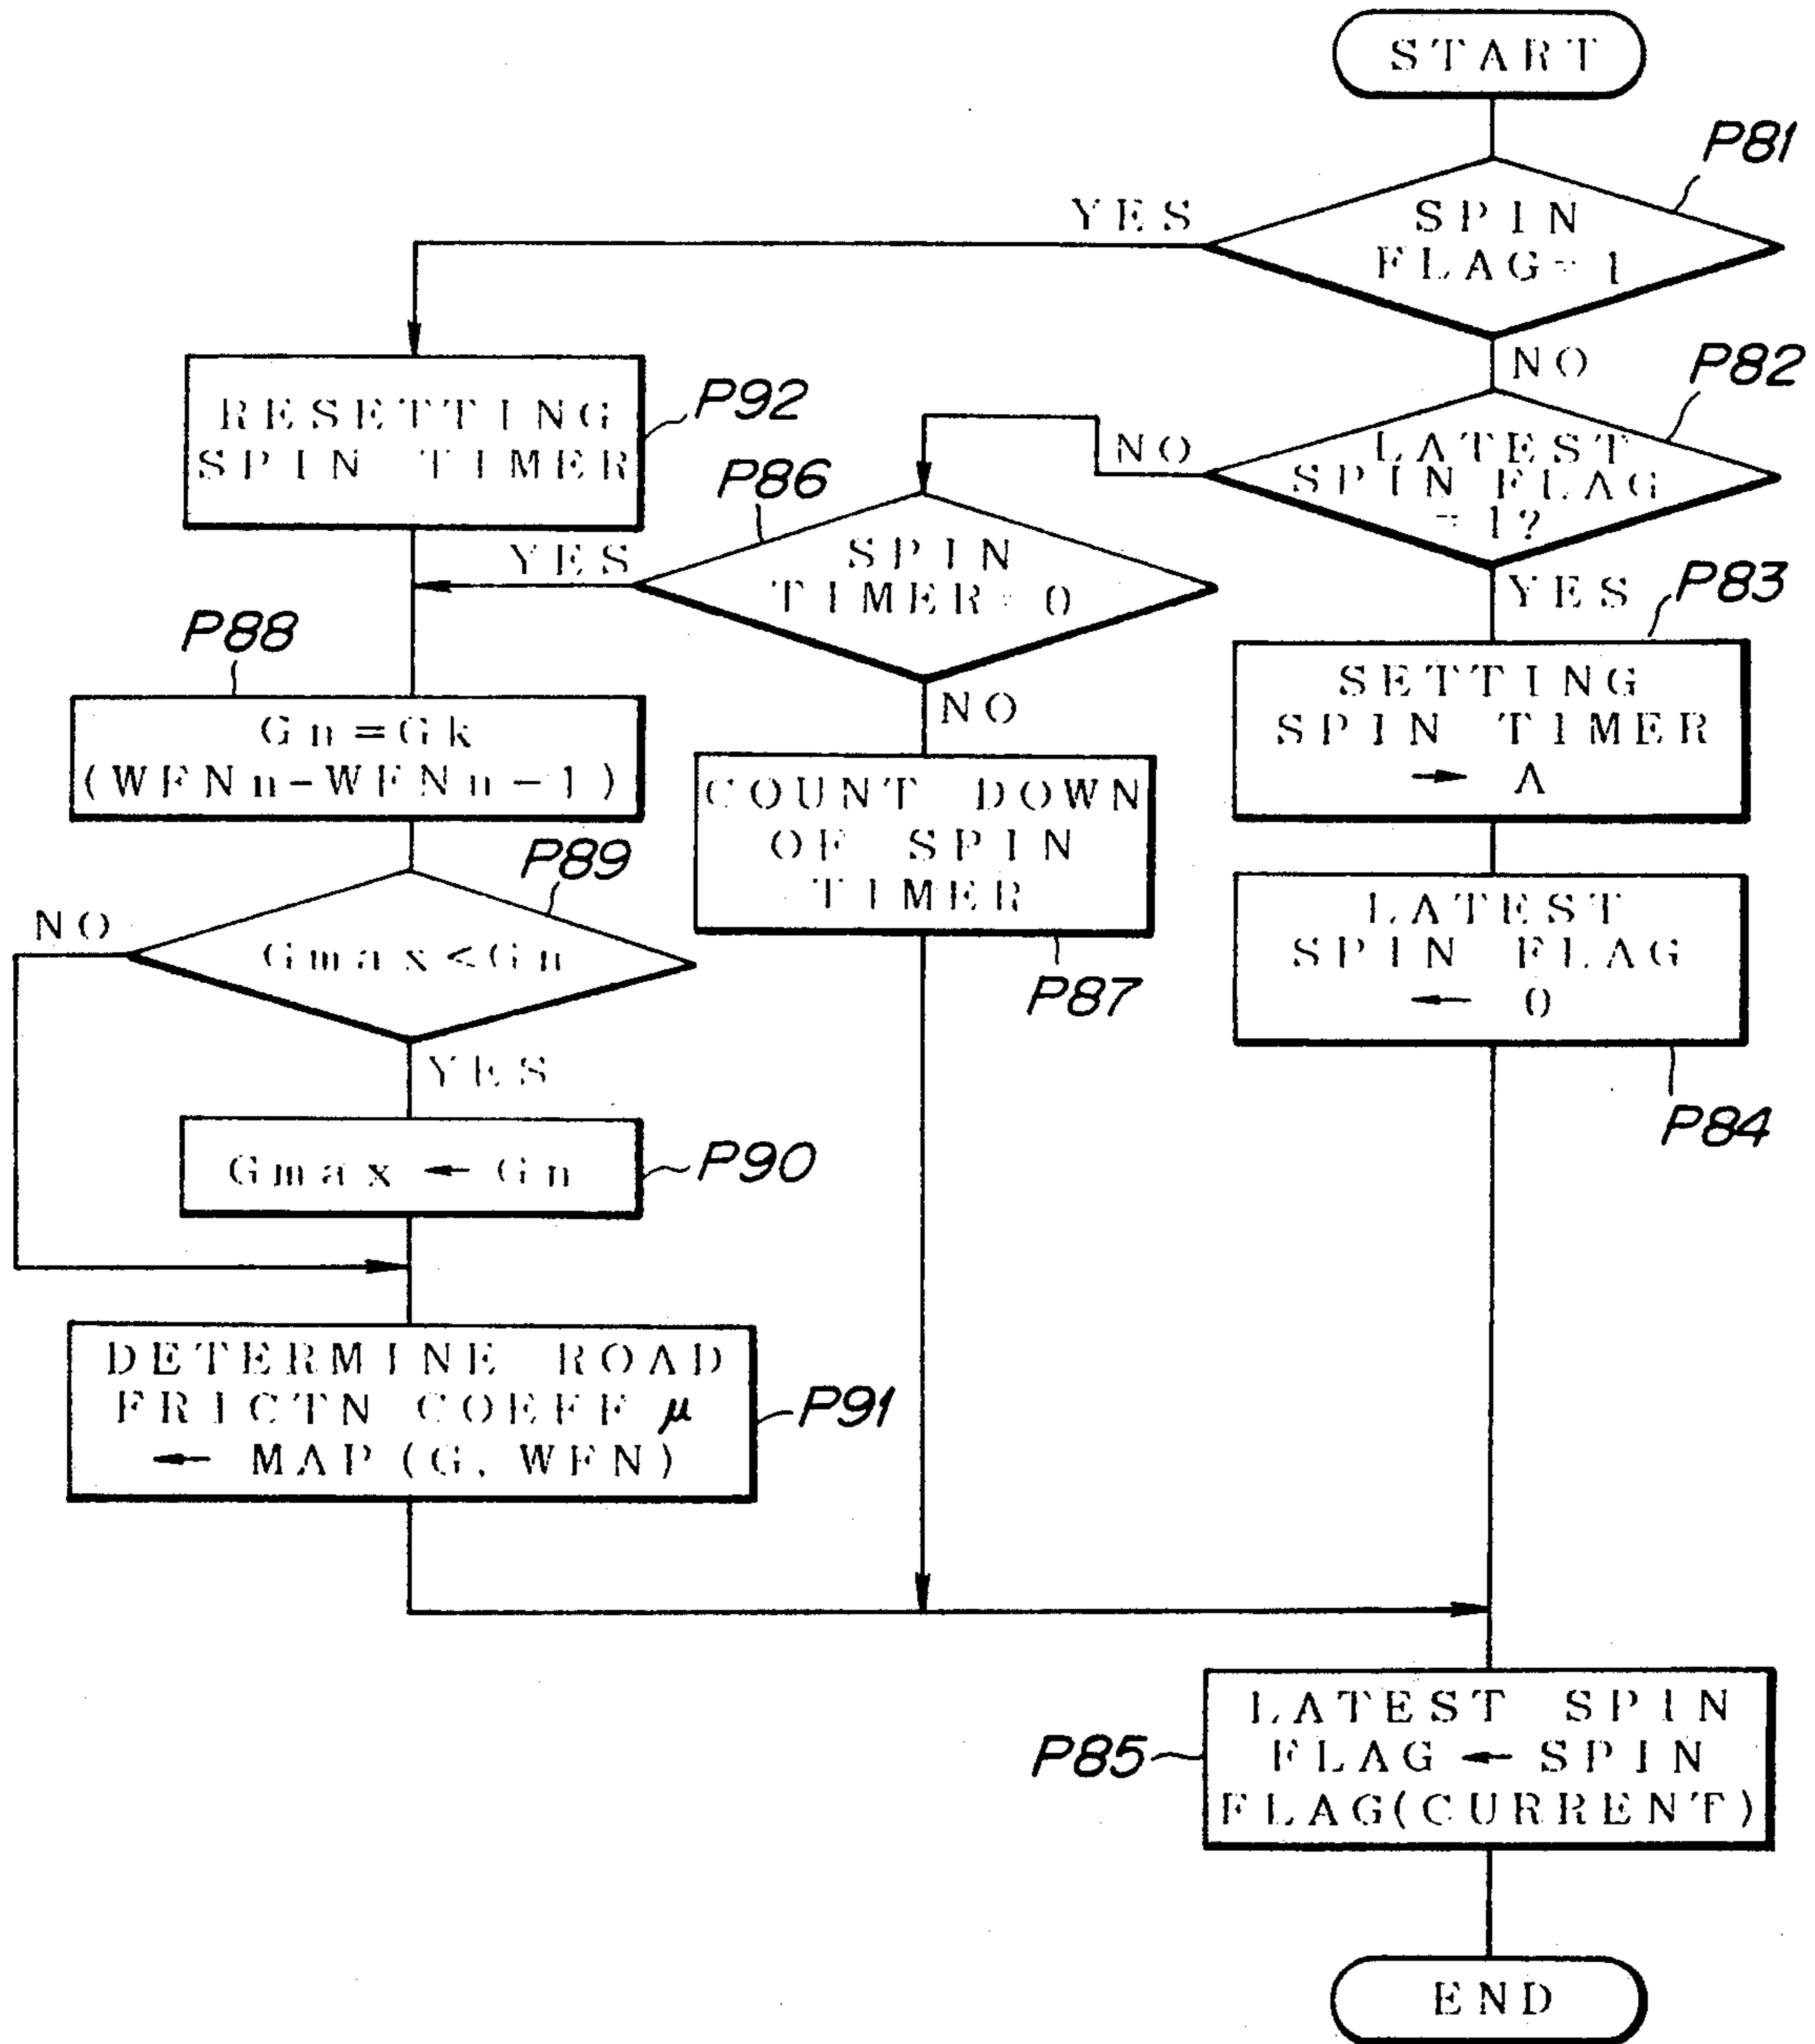 START
P81
SPIN
FLAG=1
YES
NO
P82
LATEST
SPIN FLAG
=1?
NO
YES
P92
RESETTING
SPIN TIMER
P86
SPIN
TIMER=0
YES
NO
P83
SETTING
SPIN TIMER
→ A
P88
Gn=Gk
(WFNn-WFNn-1)
COUNT DOWN
OF SPIN
TIMER
P87
LATEST
SPIN FLAG
← 0
P84
P89
Gmax<Gn
NO
YES
Gmax ← Gn
P90
DETERMINE ROAD
FRICTN COEFF μ
← MAP (G, WFN)
P91
P85
LATEST SPIN
FLAG ← SPIN
FLAG(CURRENT)
END